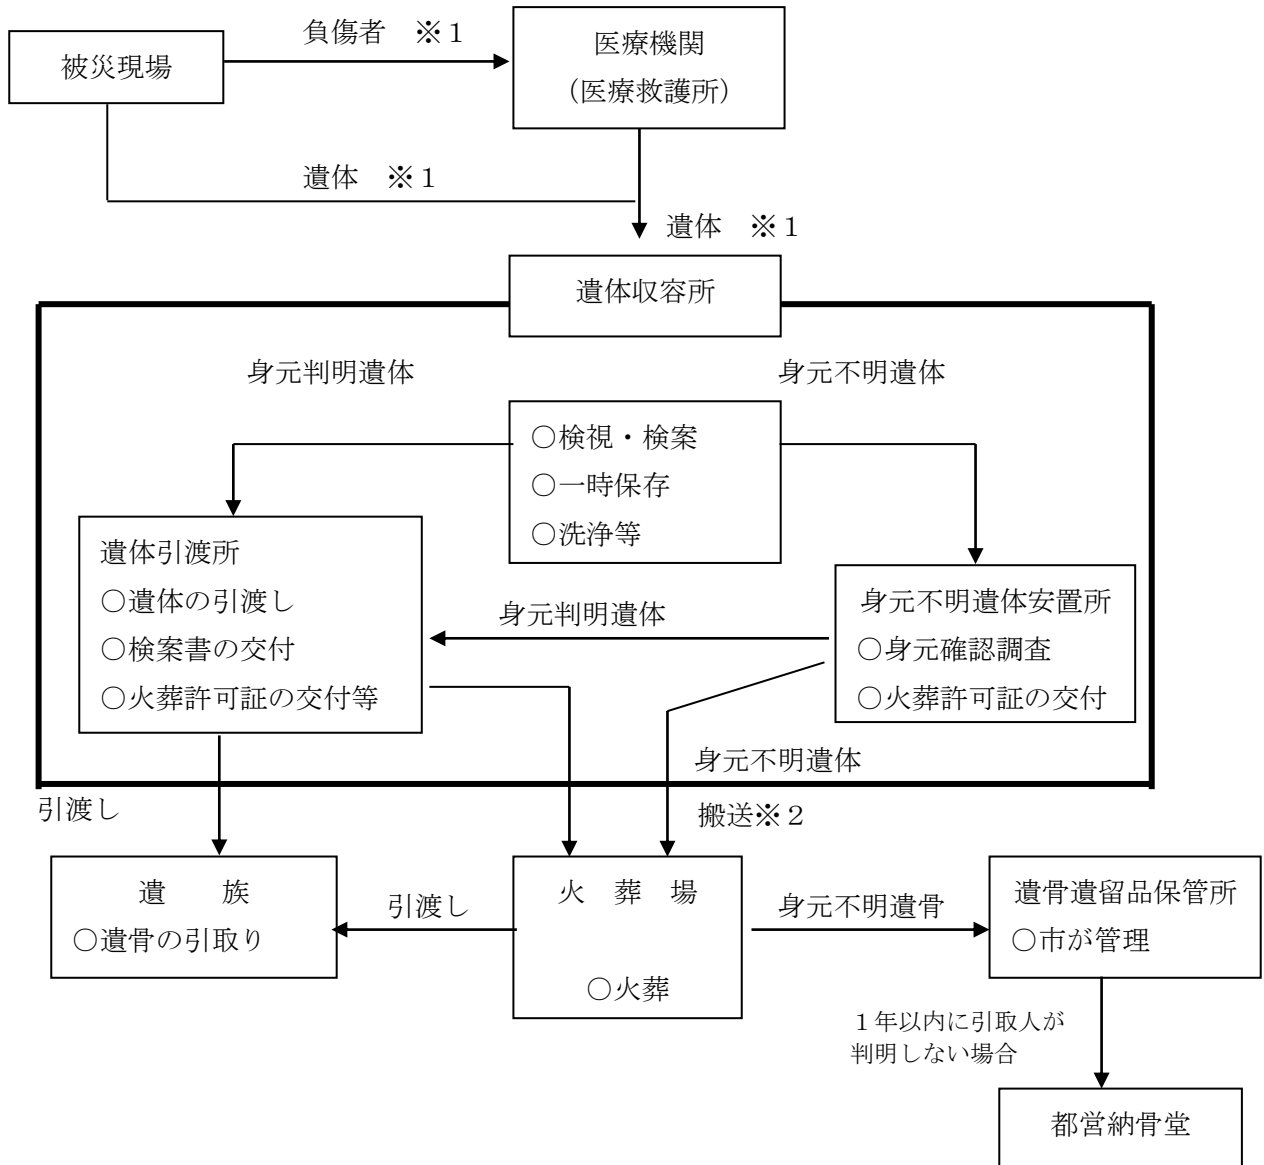 負傷者　※１
被災現場
医療機関
（医療救護所）
遺体　※１
遺体　※１
遺体収容所
身元判明遺体
身元不明遺体
○検視・検案
○一時保存
○洗浄等
遺体引渡所
○遺体の引渡し
○検案書の交付
○火葬許可証の交付等
身元判明遺体
身元不明遺体安置所
○身元確認調査
○火葬許可証の交付
身元不明遺体
引渡し
搬送※２
遺　　族
○遺骨の引取り
引渡し
火　葬　場
○火葬
身元不明遺骨
遺骨遺留品保管所
○市が管理
１年以内に引取人が
判明しない場合
都営納骨堂